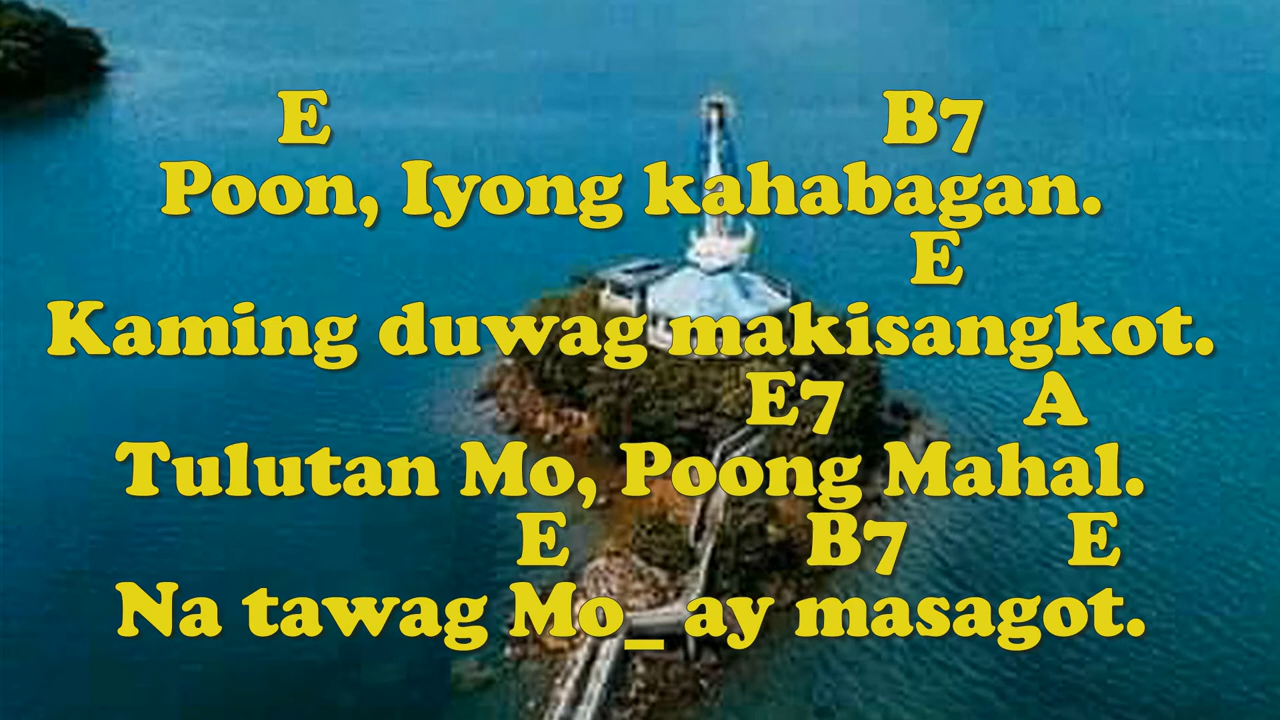 E B7
Poon, Iyong kahabagan.
E
Kaming duwag makisangkot.
E7 A
Tulutan Mo, Poong Mahal.
E B7 E
Na tawag Mo_ ay masagot.